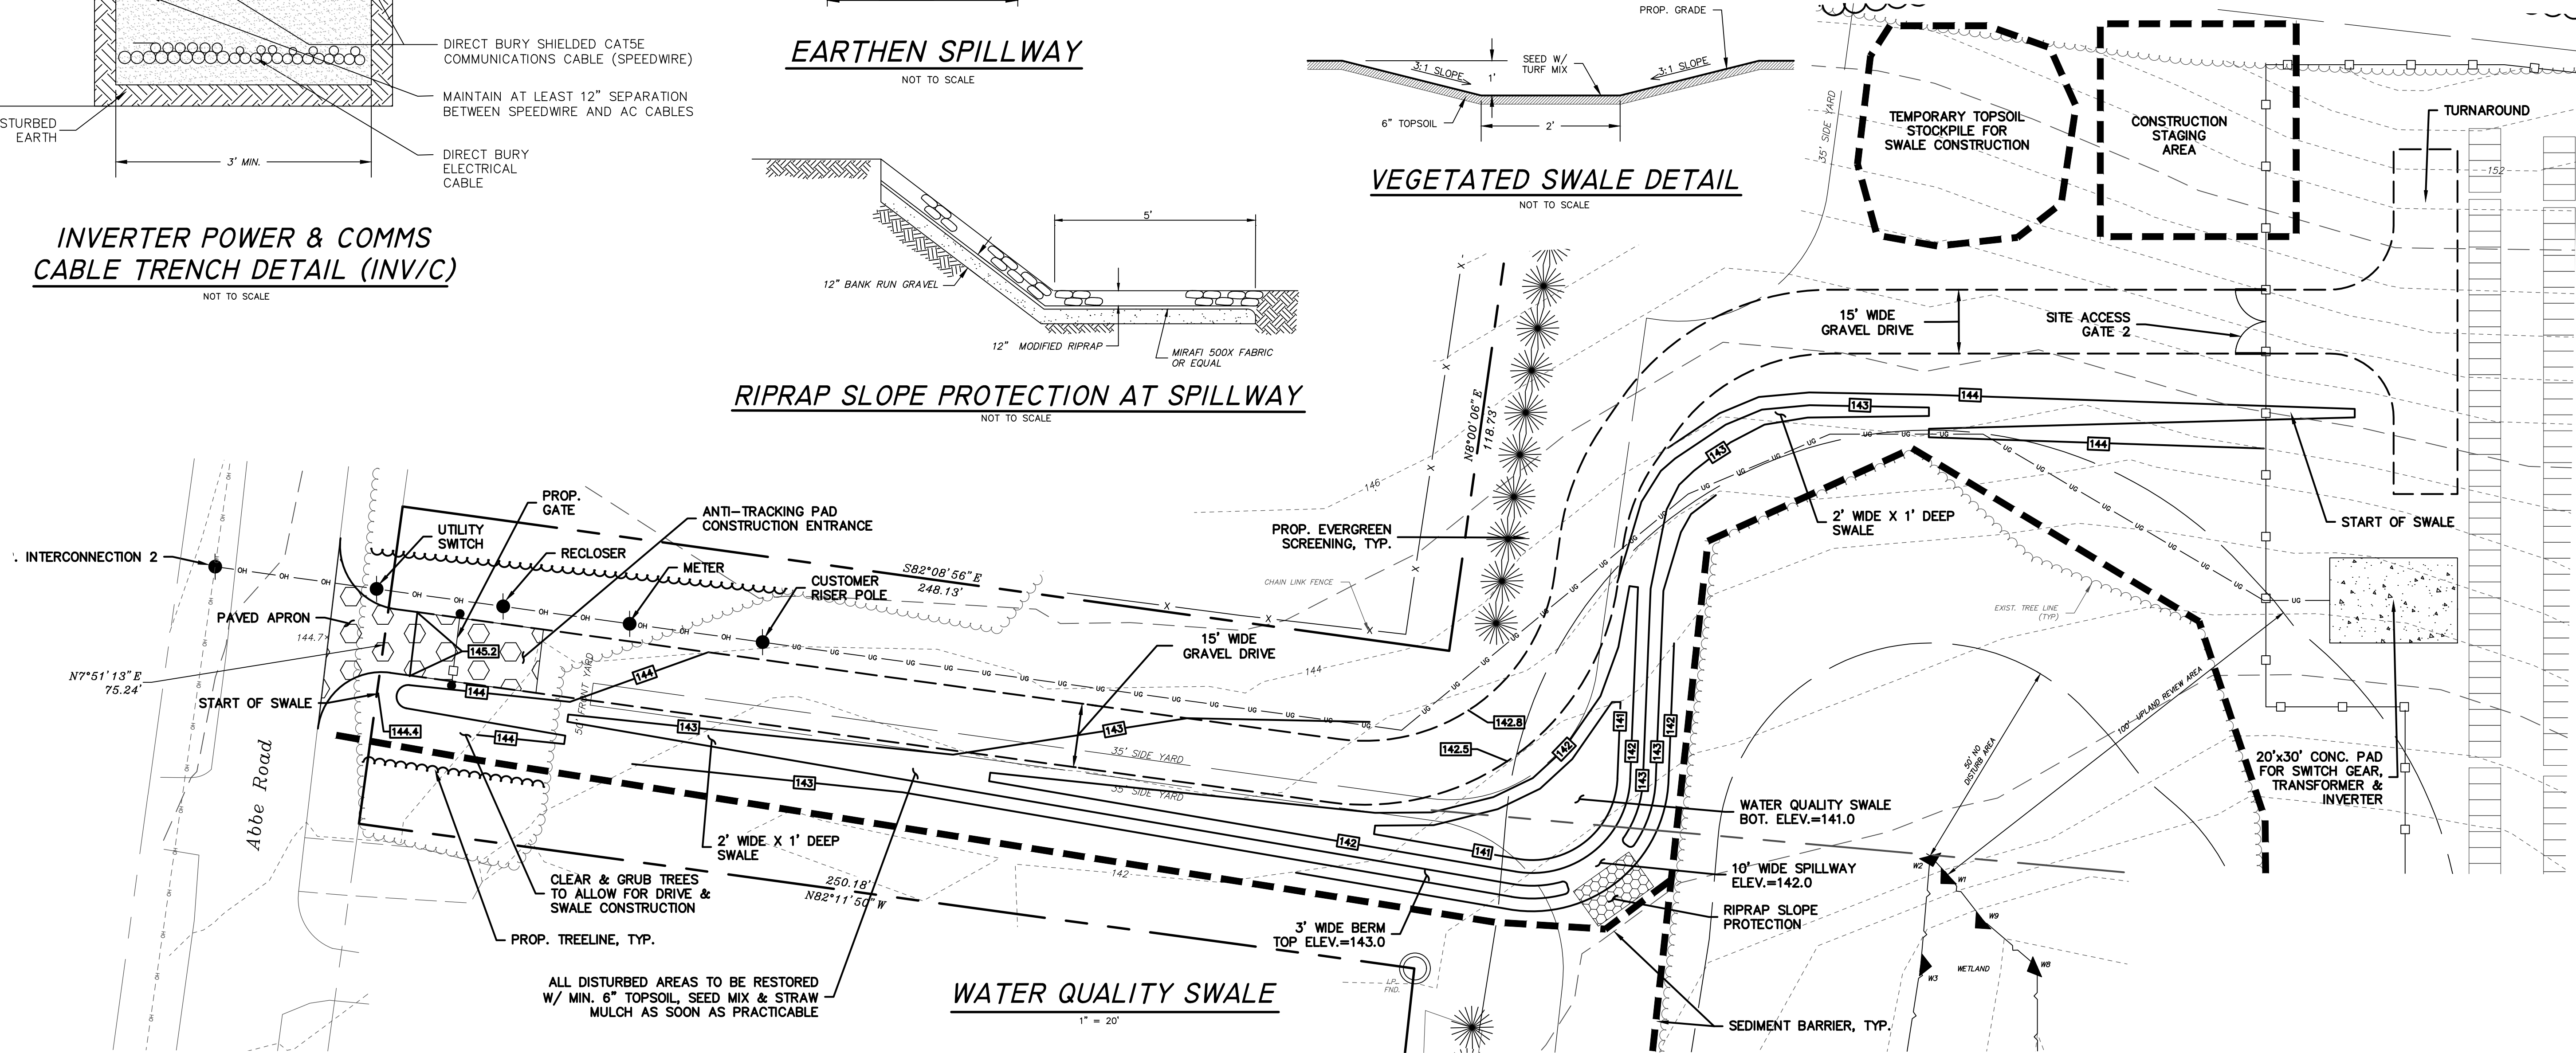 DIRECT BURY SHIELDED CAT5E
COMMUNICATIONS CABLE (SPEEDWIRE)
MAINTAIN AT LEAST 12" SEPARATION
BETWEEN SPEEDWIRE AND AC CABLES
EARTH
3' MIN.
DIRECT BURY
ELECTRICAL
CABLE
INVERTER POWER & COMMS
CABLE TRENCH DETAIL (INV/C)
NOT TO SCALE
EARTHEN SPILLWAY
NOT TO SCALE
5'
12" BANK RUN GRAVEL
12" MODIFIED RIPRAP
MIRAFI 500X FABRIC
OR EQUAL
RIPRAP SLOPE PROTECTION AT SPILLWAY
NOT TO SCALE
PROP. GRADE
3:1 SLOPE
1'
SEED W/
TURF MIX
3:1 SLOPE
6" TOPSOIL
2'
VEGETATED SWALE DETAIL
NOT TO SCALE
35' SIDE YARD
TEMPORARY TOPSOIL
STOCKPILE FOR
SWALE CONSTRUCTION
CONSTRUCTION
STAGING
AREA
TURNAROUND
152
15' WIDE
GRAVEL DRIVE
SITE ACCESS
GATE 2
N8°00'06"E
118.73'
146
144
143
143
144
2' WIDE X 1' DEEP
SWALE
START OF SWALE
PROP. EVERGREEN
SCREENING, TYP.
CHAIN LINK FENCE
EXIST. TREE LINE
(TYP)
PROP.
GATE
UTILITY
SWITCH
ANTI-TRACKING PAD
CONSTRUCTION ENTRANCE
RECLOSER
METER
CUSTOMER
RISER POLE
S82°08'56"E
248.13'
. INTERCONNECTION 2
PAVED APRON
144.7
145.2
N7°51'13"E
75.24'
START OF SWALE
144.4
144
144
144
50' FRONT YARD
143
143
143
15' WIDE
GRAVEL DRIVE
144
35' SIDE YARD
35' SIDE YARD
142.8
142.5
142
141
142
143
142
142
141
Abbe Road
2' WIDE X 1' DEEP
SWALE
CLEAR & GRUB TREES
TO ALLOW FOR DRIVE &
SWALE CONSTRUCTION
PROP. TREELINE, TYP.
250.18'
N82°11'50"W
142
ALL DISTURBED AREAS TO BE RESTORED
W/ MIN. 6" TOPSOIL, SEED MIX & STRAW
MULCH AS SOON AS PRACTICABLE
3' WIDE BERM
TOP ELEV.=143.0
WATER QUALITY SWALE
BOT. ELEV.=141.0
10' WIDE SPILLWAY
ELEV.=142.0
RIPRAP SLOPE
PROTECTION
SEDIMENT BARRIER, TYP.
50' NO
DISTURB AREA
100' UPLAND REVIEW AREA
20'x30' CONC. PAD
FOR SWITCH GEAR,
TRANSFORMER &
INVERTER
W2
W1
W9
W3
WETLAND
W8
I.P.
FND.
WATER QUALITY SWALE
1" = 20'